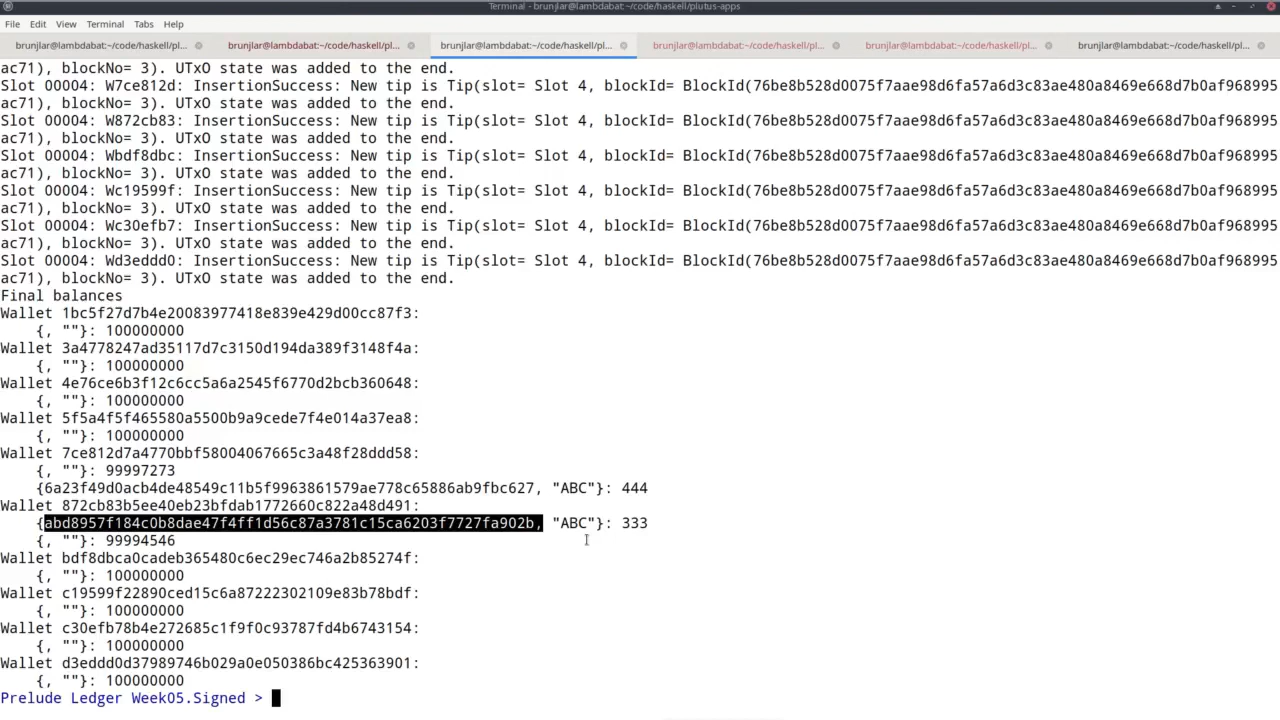 Terminal - brunjlar@lambdabat:~/code/haskell/plutus-apps
File Edit View Terminal Tabs Help
brunjlar@lambdabat:~/code/haskell/pl... brunjlar@lambdabat:~/code/haskell/pl... brunjlar@lambdabat:~/code/haskell/pl... brunjlar@lambdabat:~/code/haskell/pl... brunjlar@lambdabat:~/code/haskell/pl... brunjlar@lambdabat:~/code/haskell/pl...
ac71), blockNo= 3). UTxO state was added to the end.
Slot 00004: W7ce812d: InsertionSuccess: New tip is Tip(slot= Slot 4, blockId= BlockId(76be8b528d0075f7aae98d6fa57a6d3c83ae480a8469e668d7b0af968995
ac71), blockNo= 3). UTxO state was added to the end.
Slot 00004: W872cb83: InsertionSuccess: New tip is Tip(slot= Slot 4, blockId= BlockId(76be8b528d0075f7aae98d6fa57a6d3c83ae480a8469e668d7b0af968995
ac71), blockNo= 3). UTxO state was added to the end.
Slot 00004: Wbdf8dbc: InsertionSuccess: New tip is Tip(slot= Slot 4, blockId= BlockId(76be8b528d0075f7aae98d6fa57a6d3c83ae480a8469e668d7b0af968995
ac71), blockNo= 3). UTxO state was added to the end.
Slot 00004: Wc19599f: InsertionSuccess: New tip is Tip(slot= Slot 4, blockId= BlockId(76be8b528d0075f7aae98d6fa57a6d3c83ae480a8469e668d7b0af968995
ac71), blockNo= 3). UTxO state was added to the end.
Slot 00004: Wc30efb7: InsertionSuccess: New tip is Tip(slot= Slot 4, blockId= BlockId(76be8b528d0075f7aae98d6fa57a6d3c83ae480a8469e668d7b0af968995
ac71), blockNo= 3). UTxO state was added to the end.
Slot 00004: Wd3eddd0: InsertionSuccess: New tip is Tip(slot= Slot 4, blockId= BlockId(76be8b528d0075f7aae98d6fa57a6d3c83ae480a8469e668d7b0af968995
ac71), blockNo= 3). UTxO state was added to the end.
Final balances
Wallet 1bc5f27d7b4e20083977418e839e429d00cc87f3:
{, ""}: 100000000
Wallet 3a4778247ad35117d7c3150d194da389f3148f4a:
{, ""}: 100000000
Wallet 4e76ce6b3f12c6cc5a6a2545f6770d2bcb360648:
{, ""}: 100000000
Wallet 5f5a4f5f465580a5500b9a9cede7f4e014a37ea8:
{, ""}: 100000000
Wallet 7ce812d7a4770bbf58004067665c3a48f28ddd58:
{, ""}: 99997273
{6a23f49d0acb4de48549c11b5f9963861579ae778c65886ab9fbc627, "ABC"}: 444
Wallet 872cb83b5ee40eb23bfdab1772660c822a48d491:
{abd8957f184c0b8dae47f4ff1d56c87a3781c15ca6203f7727fa902b, "ABC"}: 333
{, ""}: 99994546
Wallet bdf8dbca0cadeb365480c6ec29ec746a2b85274f:
{, ""}: 100000000
Wallet c19599f22890ced15c6a87222302109e83b78bdf:
{, ""}: 100000000
Wallet c30efb78b4e272685c1f9f0c93787fd4b6743154:
{, ""}: 100000000
Wallet d3eddd0d37989746b029a0e050386bc425363901:
{, ""}: 100000000
Prelude Ledger Week05.Signed >